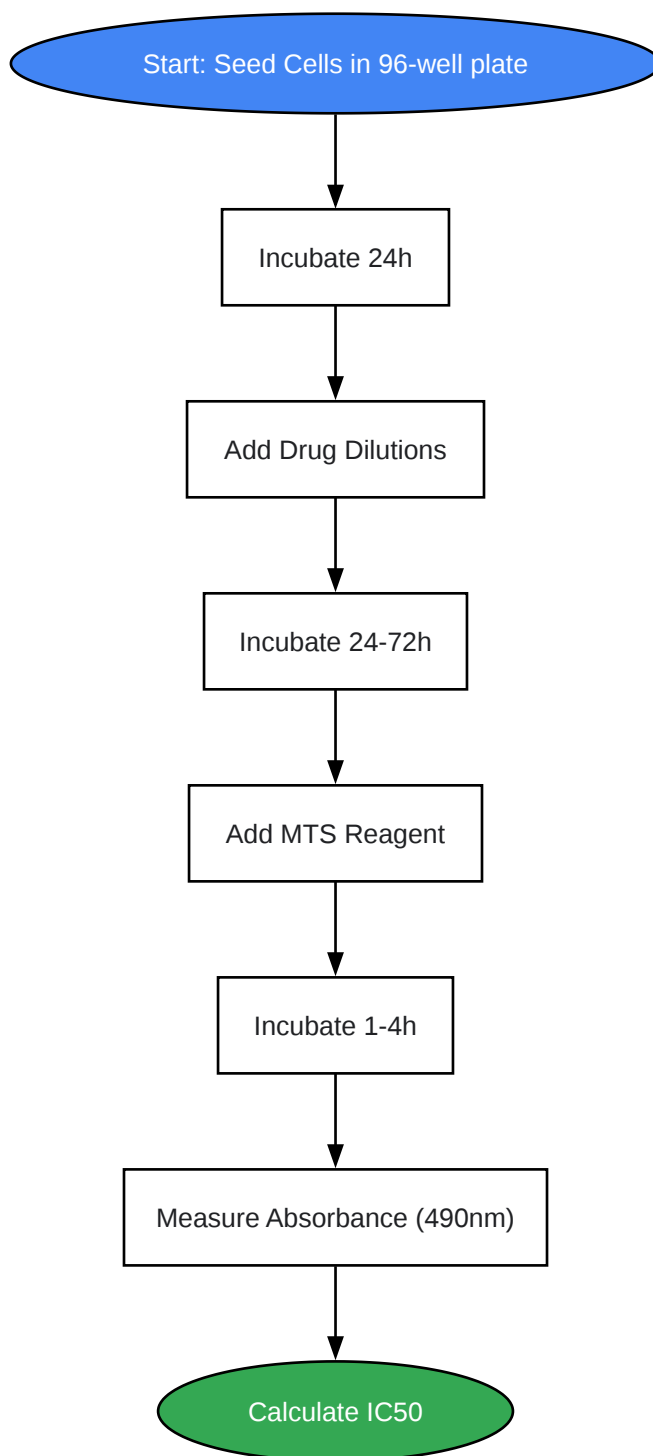 Start: Seed Cells in 96-well plate
Incubate 24h
Add Drug Dilutions
Incubate 24-72h
Add MTS Reagent
Incubate 1-4h
Measure Absorbance (490nm)
Calculate IC50